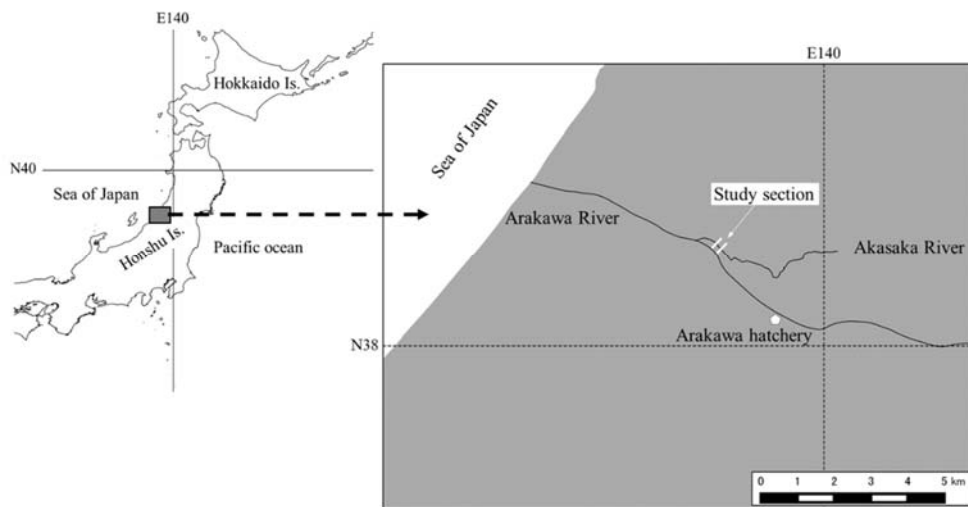 E140
Hokkaido Is.
N40
Sea of Japan
Honshu Is.
Pacific ocean
E140
Sea of Japan
Study section
Arakawa River
Akasaka River
Arakawa hatchery
N38
0 1 2 3 4 5 km